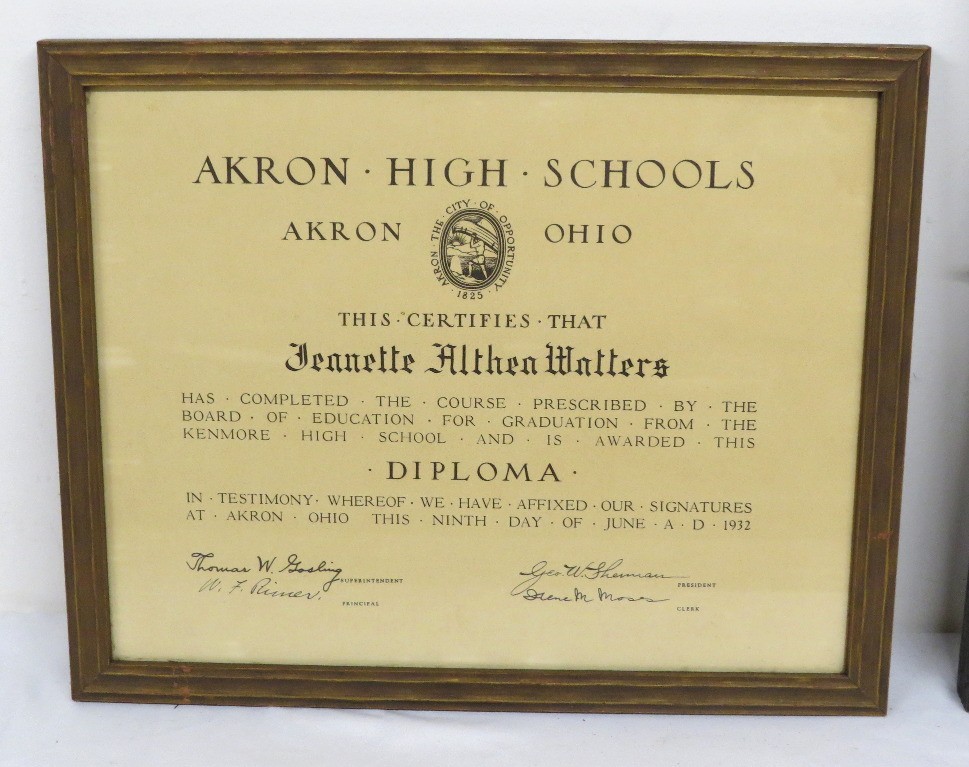 AKRON · HIGH · SCHOOLS
AKRON OHIO
AKRON · THE · CITY · OF · OPPORTUNITY
· 1825 ·
THIS · CERTIFIES · THAT
Jeanette Althea Watters
HAS · COMPLETED · THE · COURSE · PRESCRIBED · BY · THE
BOARD · OF · EDUCATION · FOR · GRADUATION · FROM · THE
KENMORE · HIGH · SCHOOL · AND · IS · AWARDED · THIS
· DIPLOMA ·
IN · TESTIMONY · WHEREOF · WE · HAVE · AFFIXED · OUR · SIGNATURES
AT · AKRON · OHIO THIS · NINTH · DAY · OF · JUNE · A · D · 1932
Thomas W. Gosling SUPERINTENDENT
W. F. Rimer. PRINCIPAL
Geo. W. Sherman PRESIDENT
Irene M Moses CLERK